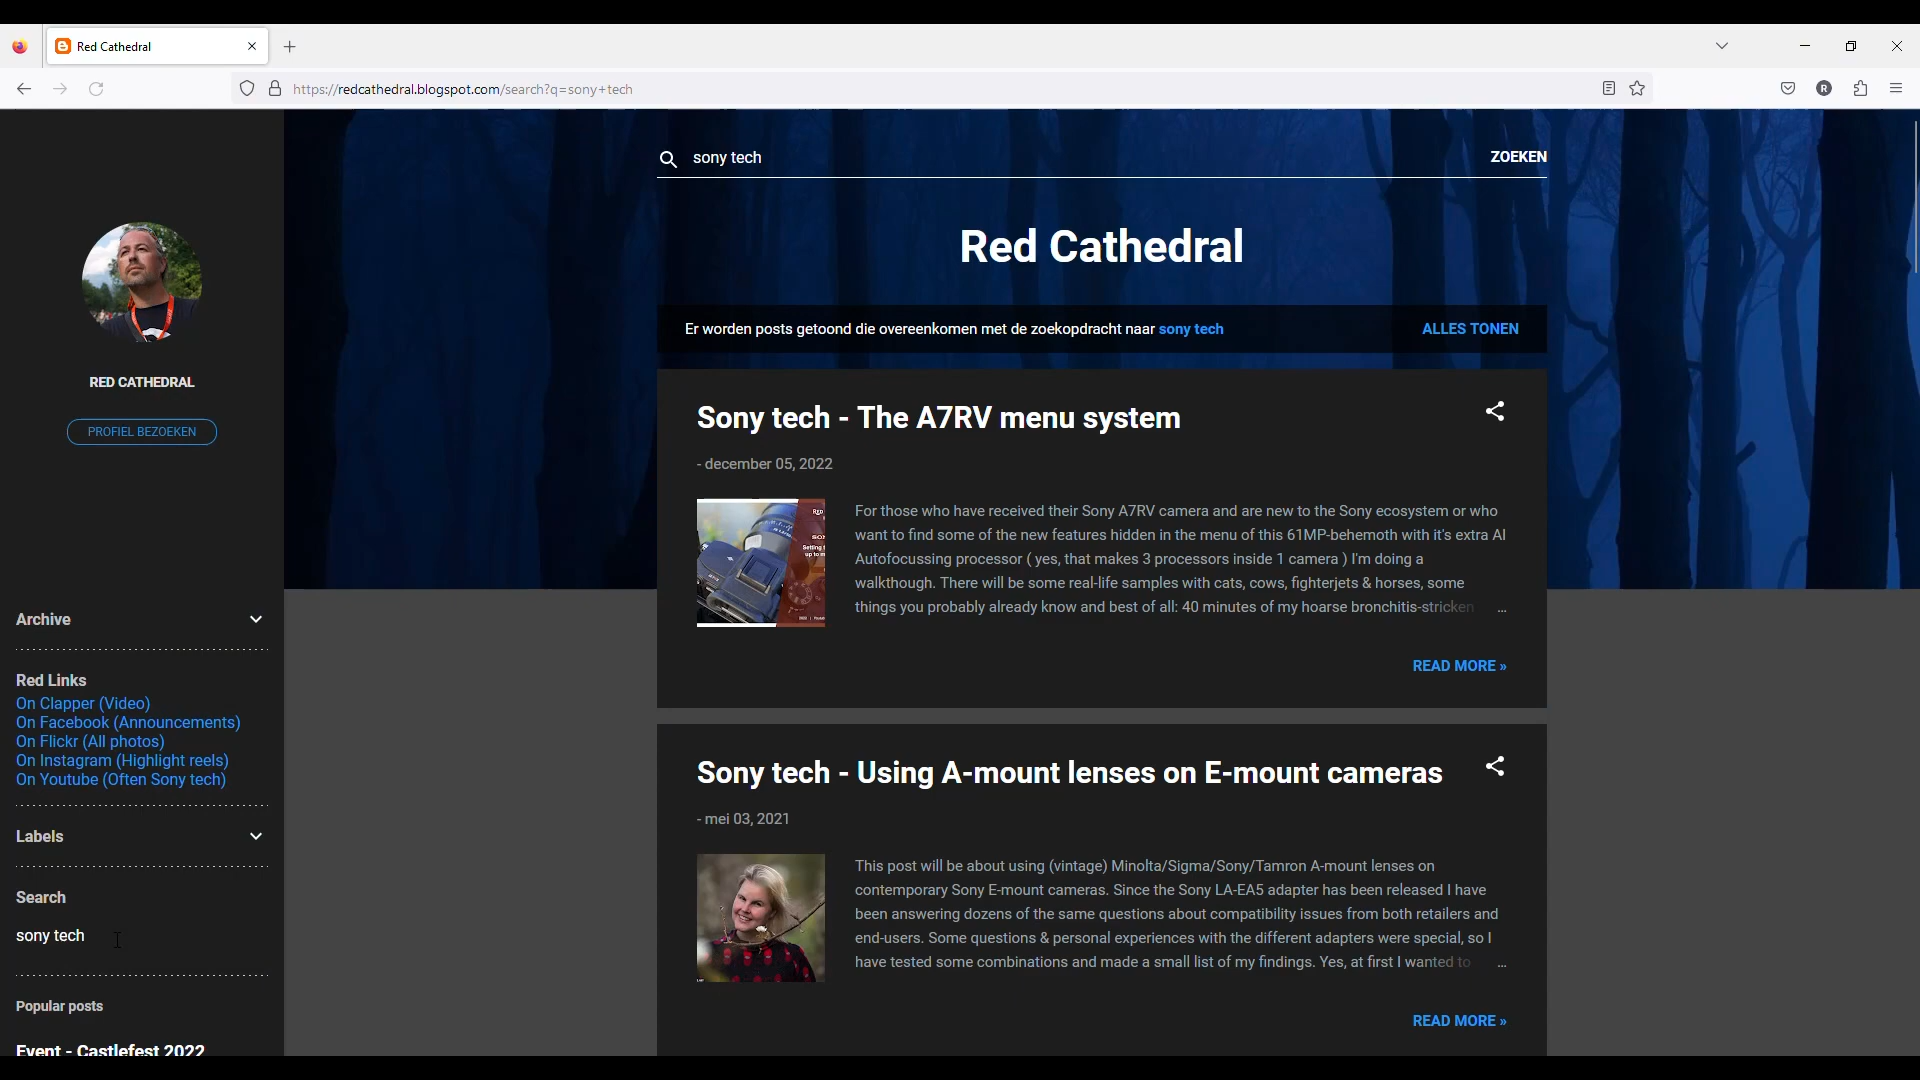 Red Cathedral
https://redcathedral.blogspot.com/search?q=sony+tech
R
sony tech
ZOEKEN
Red Cathedral
RED CATHEDRAL
PROFIEL BEZOEKEN
Archive
Red Links
On Clapper (Video)
On Facebook (Announcements)
On Flickr (All photos)
On Instagram (Highlight reels)
On Youtube (Often Sony tech)
Labels
Search
sony tech
Popular posts
Event - Castlefest 2022
Er worden posts getoond die overeenkomen met de zoekopdracht naar sony tech
ALLES TONEN
Sony tech - The A7RV menu system
- december 05, 2022
For those who have received their Sony A7RV camera and are new to the Sony ecosystem or who
want to find some of the new features hidden in the menu of this 61MP-behemoth with it's extra AI
Autofocussing processor ( yes, that makes 3 processors inside 1 camera ) I'm doing a
walkthough. There will be some real-life samples with cats, cows, fighterjets & horses, some
things you probably already know and best of all: 40 minutes of my hoarse bronchitis-stricken ...
READ MORE »
Sony tech - Using A-mount lenses on E-mount cameras
- mei 03, 2021
This post will be about using (vintage) Minolta/Sigma/Sony/Tamron A-mount lenses on
contemporary Sony E-mount cameras. Since the Sony LA-EA5 adapter has been released I have
been answering dozens of the same questions about compatibility issues from both retailers and
end-users. Some questions & personal experiences with the different adapters were special, so I
have tested some combinations and made a small list of my findings. Yes, at first I wanted to ...
READ MORE »